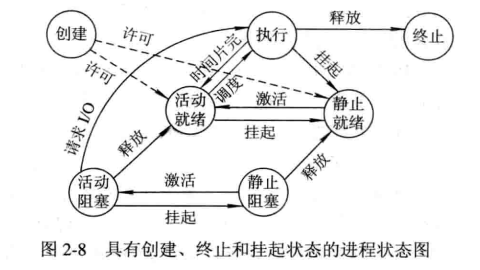 创建
许可
许可
执行
释放
终止
时间片完
调度
挂起
请求 I/O
活动
就绪
激活
挂起
静止
就绪
释放
释放
活动
阻塞
激活
挂起
静止
阻塞
图 2-8 具有创建、终止和挂起状态的进程状态图